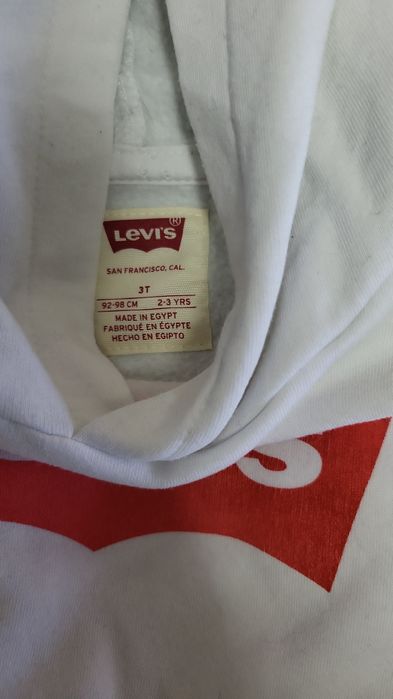 Levi's®
SAN FRANCISCO, CAL.
3T
92-98 CM 2-3 YRS
MADE IN EGYPT
FABRIQUÉ EN ÉGYPTE
HECHO EN EGIPTO
S